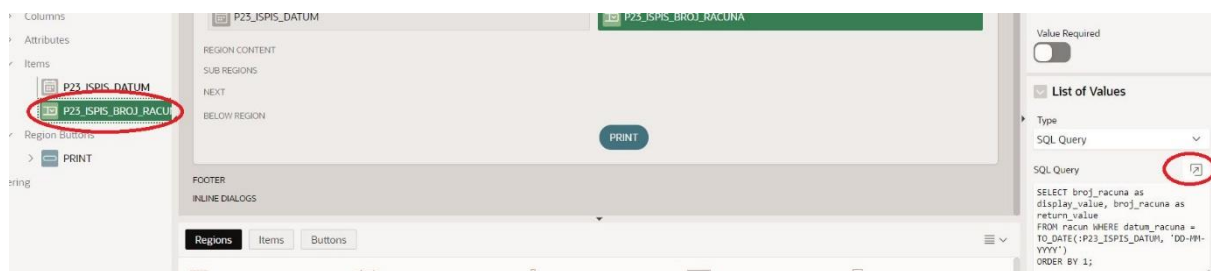 Columns
Attributes
Items
P23_ISPIS_DATUM
P23_ISPIS_BROJ_RACU
Region Buttons
PRINT
ering
P23_ISPIS_DATUM
P23_ISPIS_BROJ_RACUNA
REGION CONTENT
SUB REGIONS
NEXT
BELOW REGION
PRINT
FOOTER
INLINE DIALOGS
Regions
Items
Buttons
Value Required
List of Values
Type
SQL Query
SQL Query
SELECT broj_racuna as
display_value, broj_racuna as
return_value
FROM racun WHERE datum_racuna =
TO_DATE(:P23_ISPIS_DATUM, 'DD-MM-
YYYY')
ORDER BY 1;